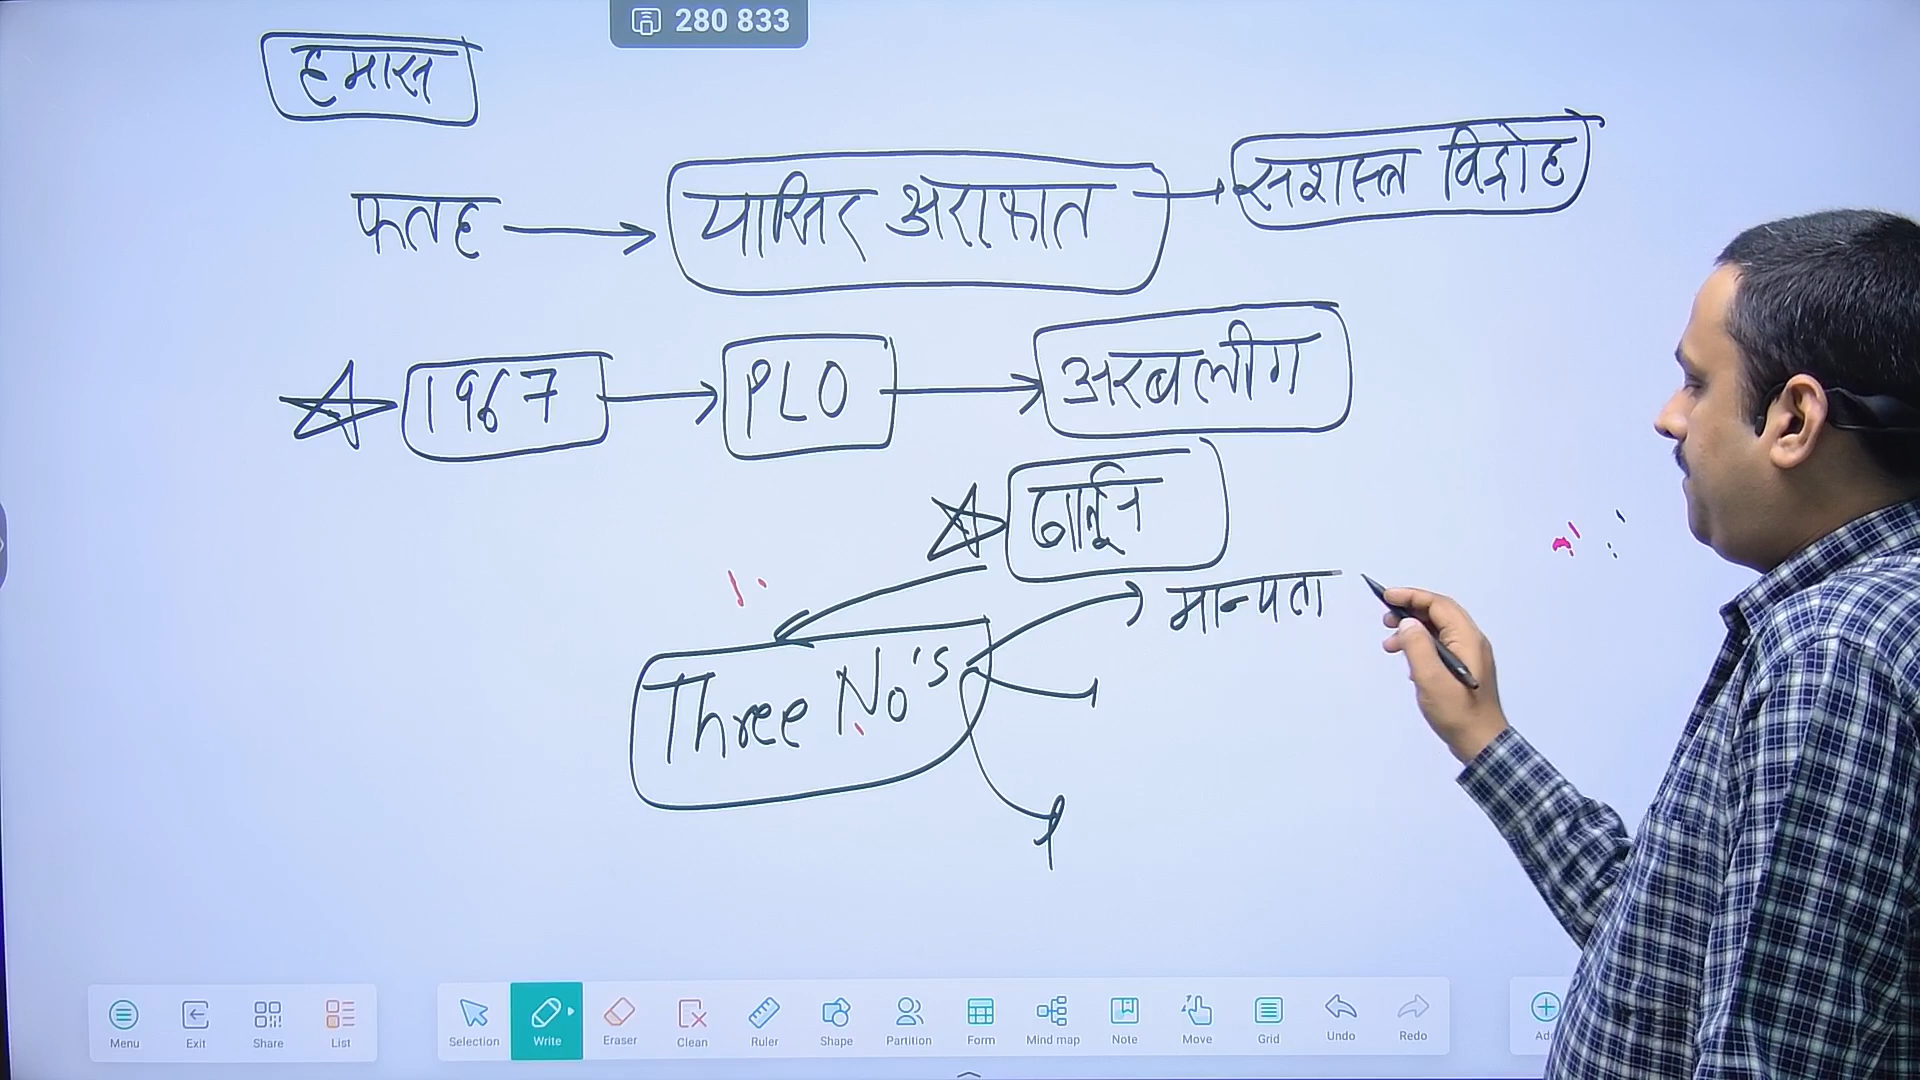 280 833
हमास
फतह → यासिर अराफात → सशस्त्र विद्रोह
1967 → PLO → अरबलीग
खार्तूम
मान्यता
Three No's
Menu Exit Share List Selection Write Eraser Clean Ruler Shape Partition Form Mind map Note Move Grid Undo Redo Add